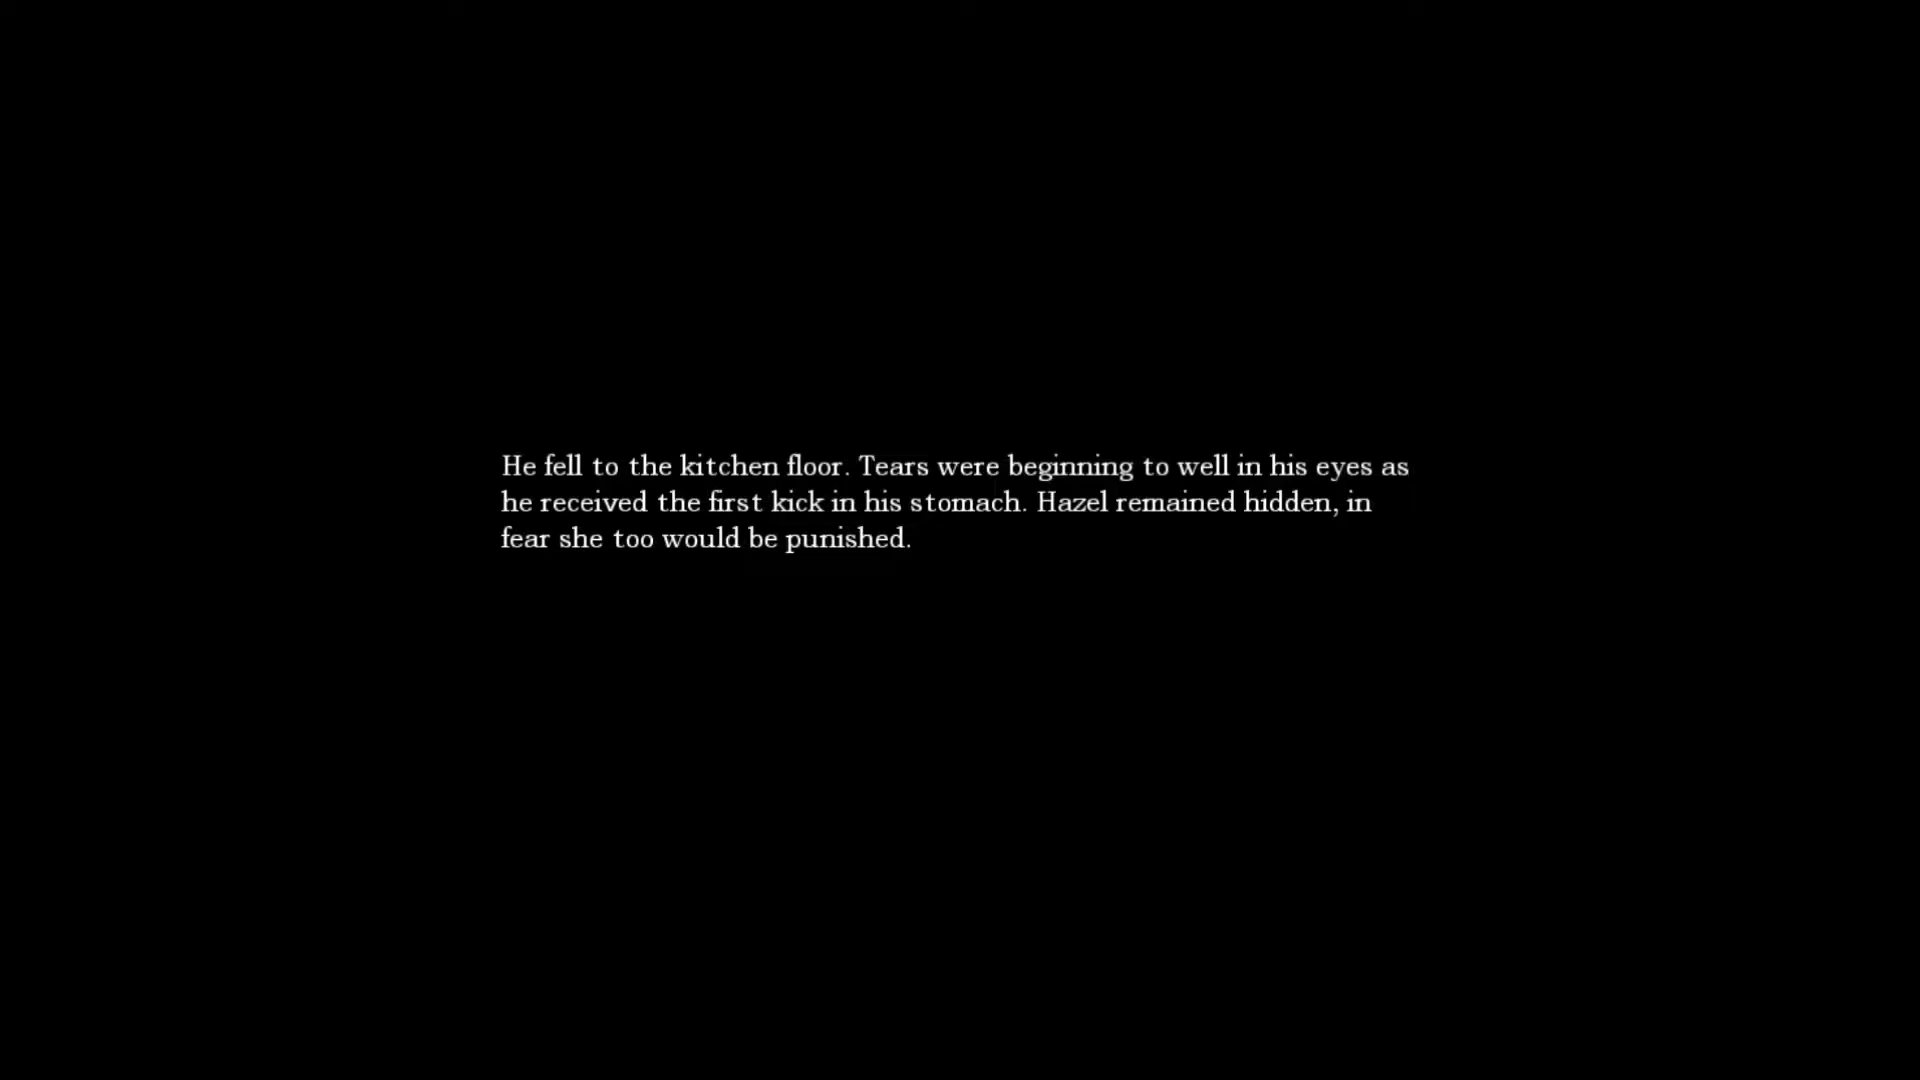 He fell to the kitchen floor. Tears were beginning to well in his eyes as
he received the first kick in his stomach. Hazel remained hidden, in
fear she too would be punished.